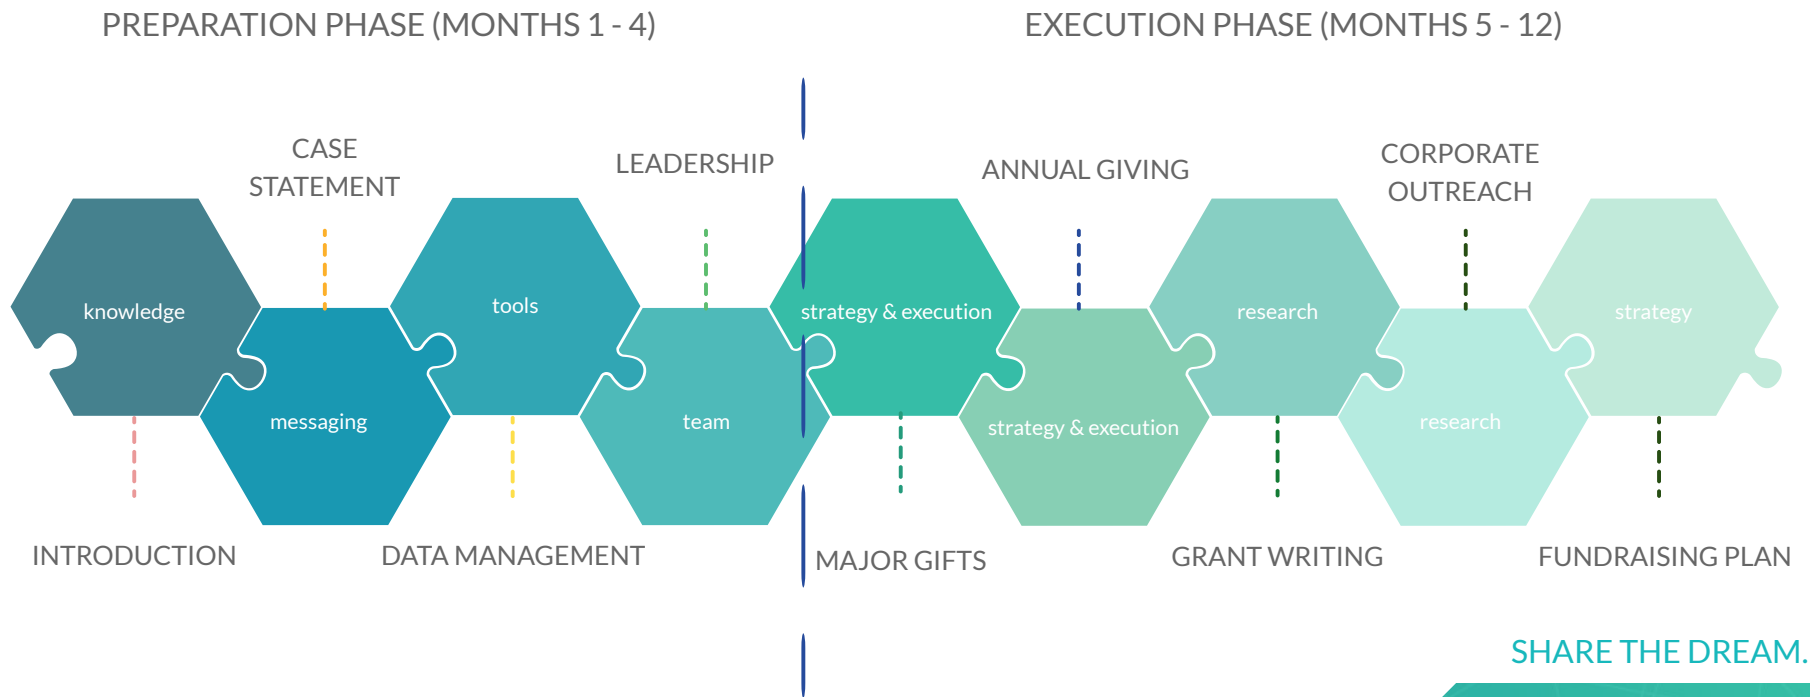 PREPARATION PHASE (MONTHS 1 - 4)
EXECUTION PHASE (MONTHS 5 - 12)
CASE
STATEMENT
LEADERSHIP
ANNUAL GIVING
CORPORATE
OUTREACH
knowledge
messaging
tools
team
strategy & execution
strategy & execution
research
research
strategy
INTRODUCTION
DATA MANAGEMENT
MAJOR GIFTS
GRANT WRITING
FUNDRAISING PLAN
SHARE THE DREAM.